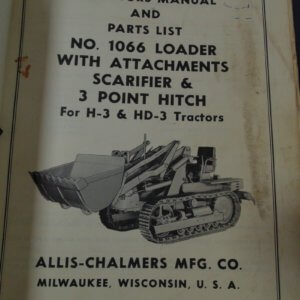 MANUAL
AND
PARTS LIST
NO. 1066 LOADER
WITH ATTACHMENTS
SCARIFIER &
3 POINT HITCH
For H-3 & HD-3 Tractors
ALLIS-CHALMERS MFG. CO.
MILWAUKEE, WISCONSIN, U. S. A.